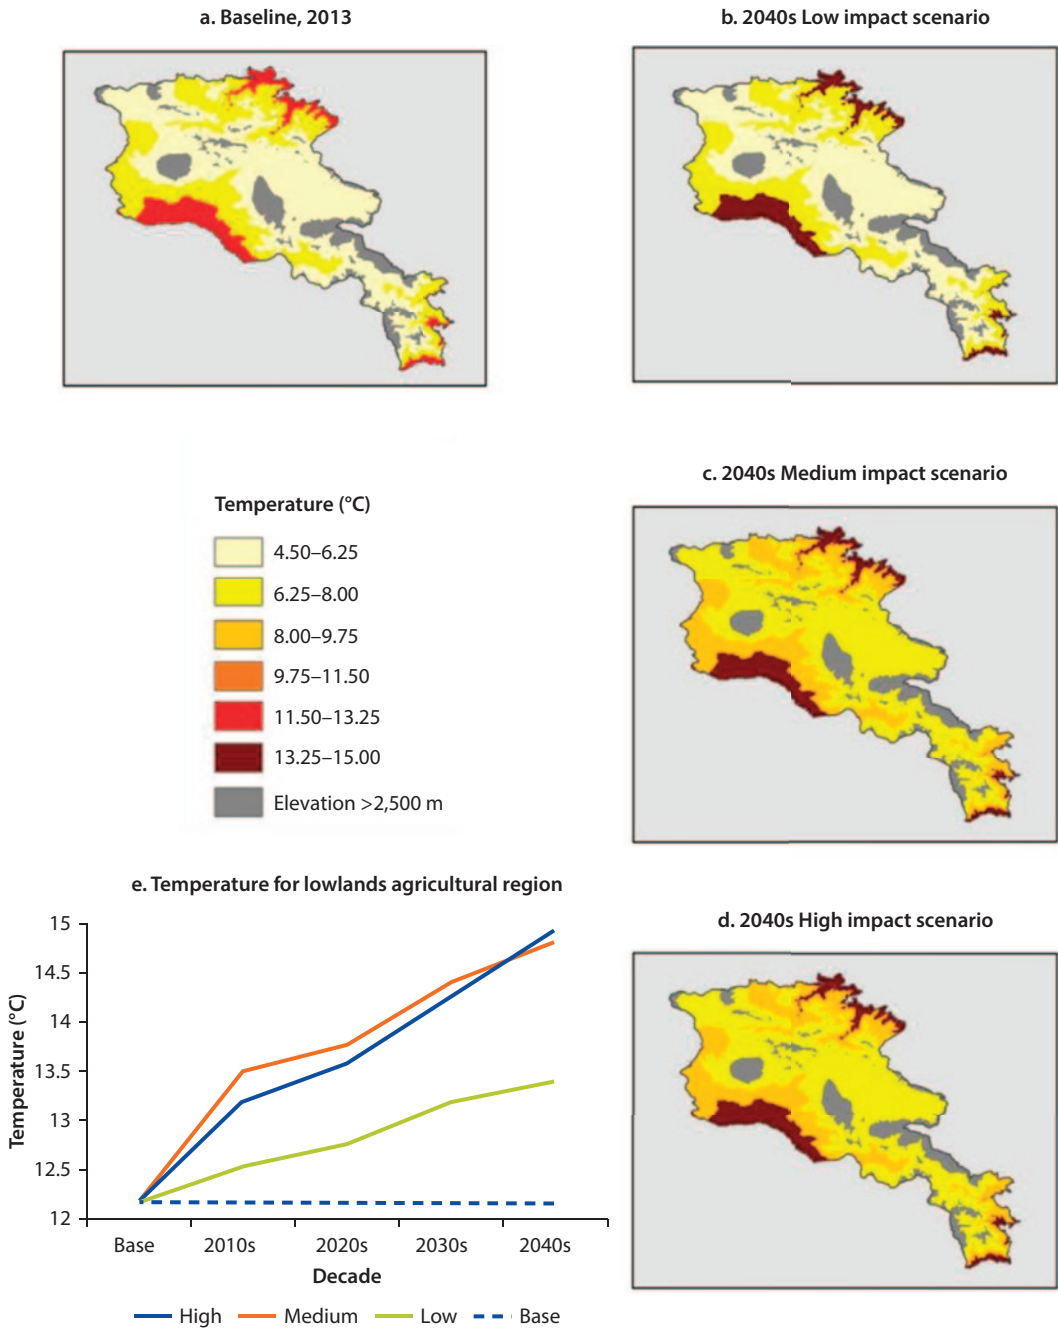 a. Baseline, 2013
b. 2040s Low impact scenario
c. 2040s Medium impact scenario
Temperature (°C)
4.50–6.25
6.25–8.00
8.00–9.75
9.75–11.50
11.50–13.25
13.25–15.00
Elevation >2,500 m
e. Temperature for lowlands agricultural region
d. 2040s High impact scenario
Temperature (°C)
15
14.5
14
13.5
13
12.5
12
Base 2010s 2020s 2030s 2040s
Decade
High Medium Low Base